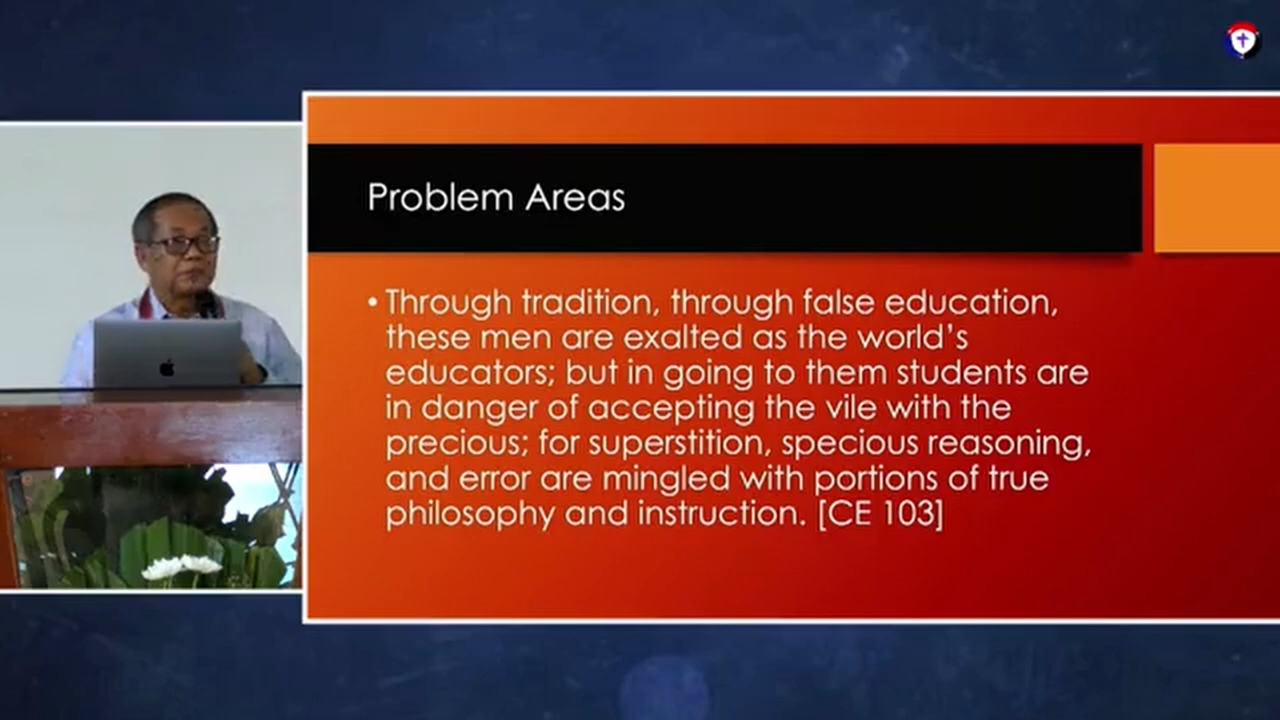 Problem Areas
• Through tradition, through false education,
these men are exalted as the world’s
educators; but in going to them students are
in danger of accepting the vile with the
precious; for superstition, specious reasoning,
and error are mingled with portions of true
philosophy and instruction. [CE 103]